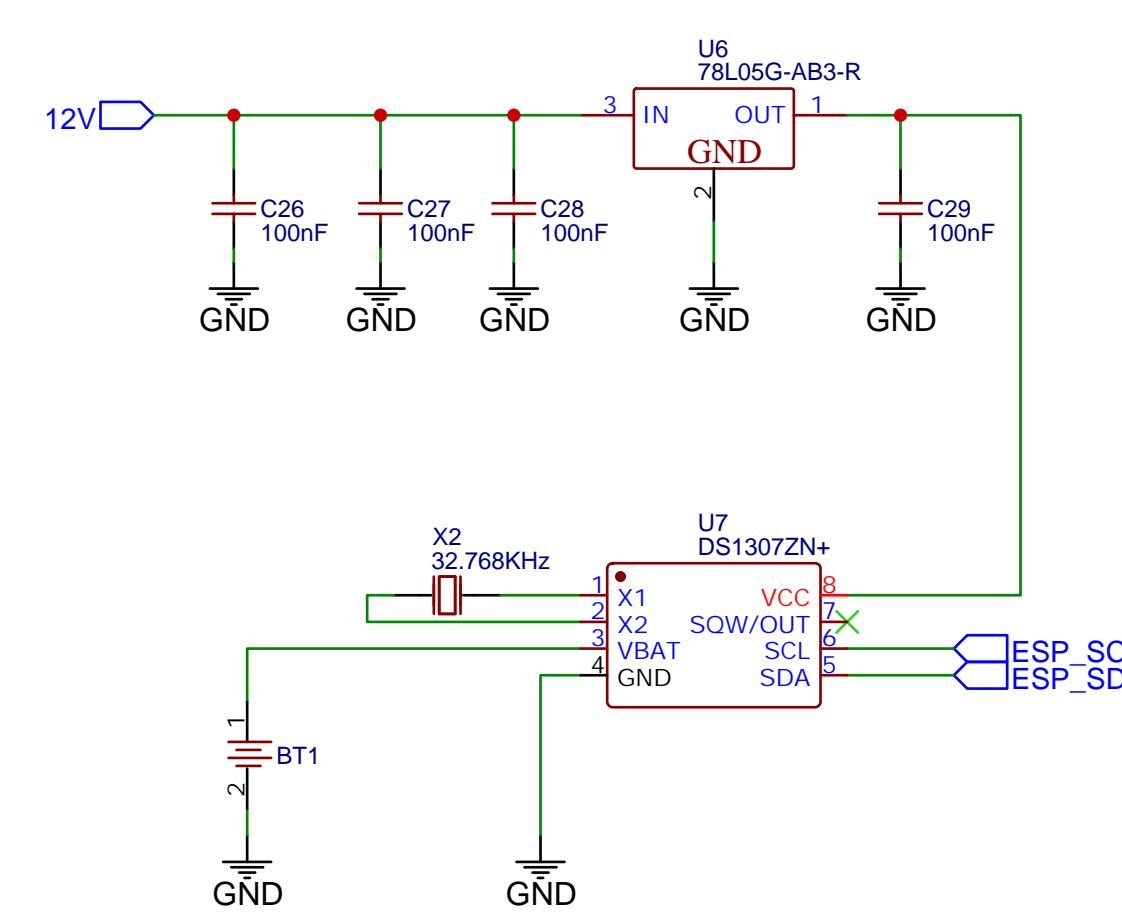 U6
78L05G-AB3-R
12V
3
IN
OUT
1
GND
2
C26
100nF
C27
100nF
C28
100nF
C29
100nF
GND
GND
GND
GND
GND
U7
DS1307ZN+
X2
32.768KHz
1
X1
VCC
8
2
X2
SQW/OUT
7
3
VBAT
SCL
6
ESP_SC
4
GND
SDA
5
ESP_SD
1
BT1
2
GND
GND